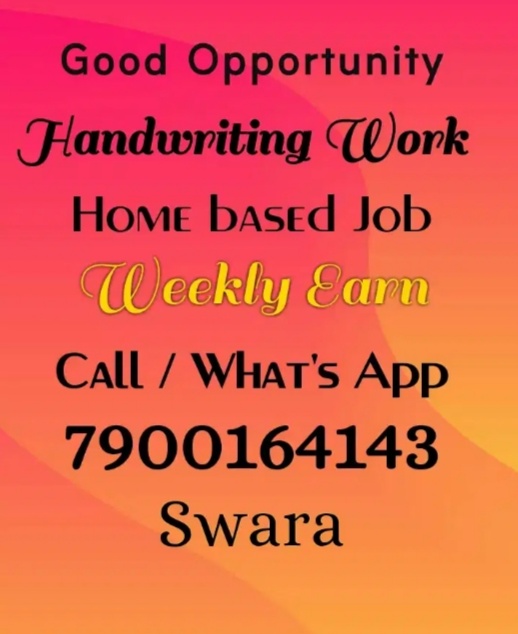 Good Opportunity
Handwriting Work
Home based Job
Weekly Earn
Call / What's App
7900164143
Swara